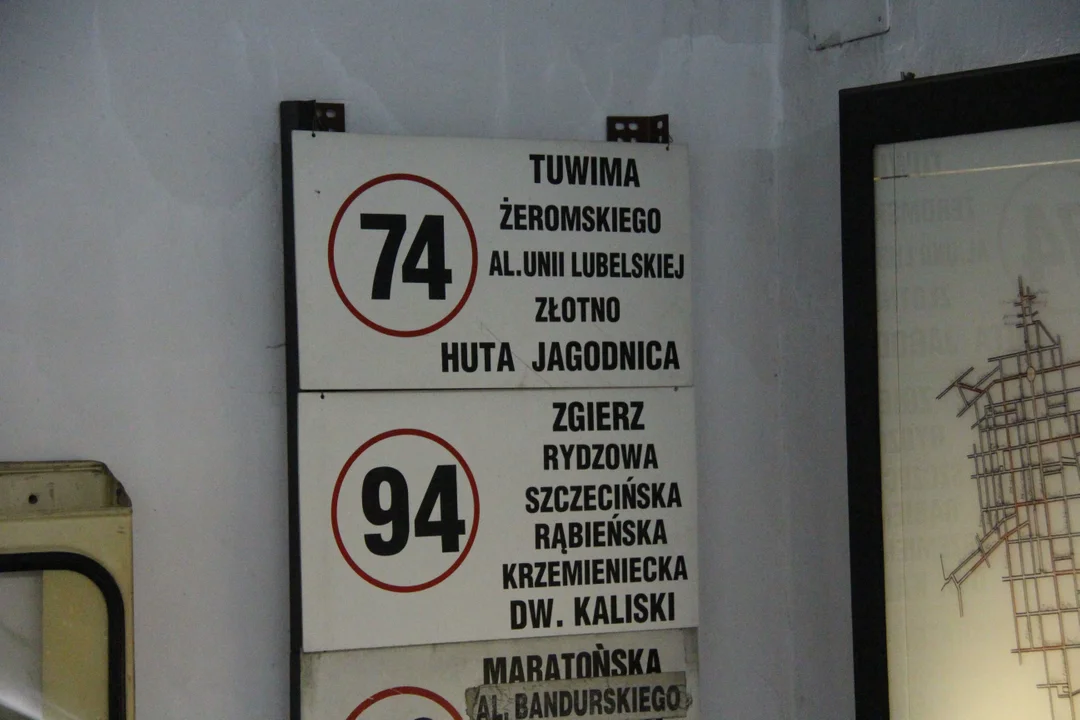 74
TUWIMA
ŻEROMSKIEGO
AL.UNII LUBELSKIEJ
ZŁOTNO
HUTA JAGODNICA
94
ZGIERZ
RYDZOWA
SZCZECIŃSKA
RĄBIEŃSKA
KRZEMIENIECKA
DW. KALISKI
MARATOŃSKA
AL. BANDURSKIEGO